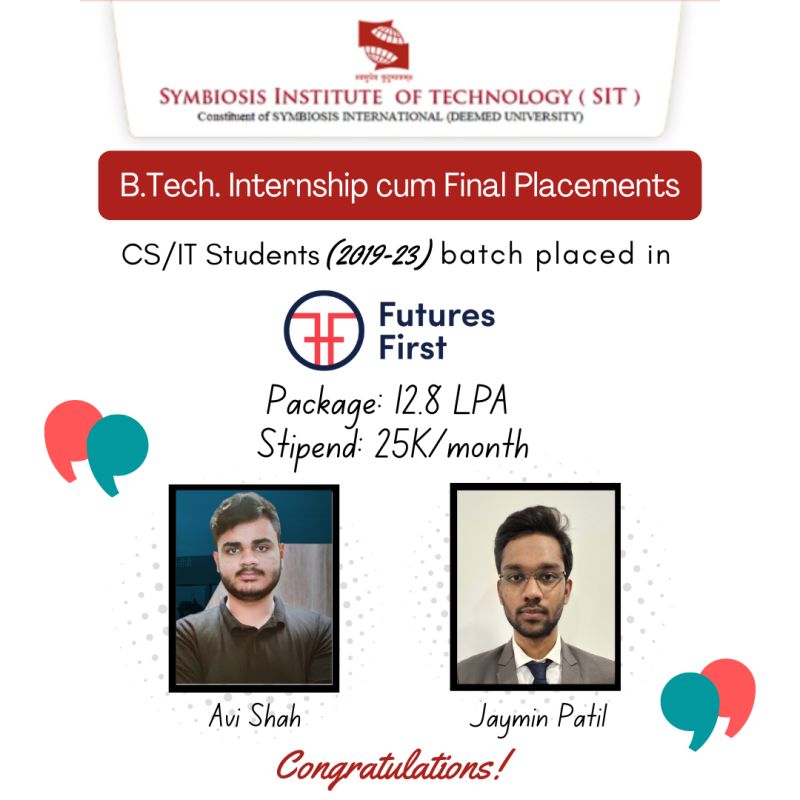 वसुधैव कुटुम्बकम्
SYMBIOSIS INSTITUTE OF TECHNOLOGY ( SIT )
Constituent of SYMBIOSIS INTERNATIONAL (DEEMED UNIVERSITY)
B.Tech. Internship cum Final Placements
CS/IT Students (2019-23) batch placed in
Futures
First
Package: 12.8 LPA
Stipend: 25K/month
Avi Shah
Jaymin Patil
Congratulations!